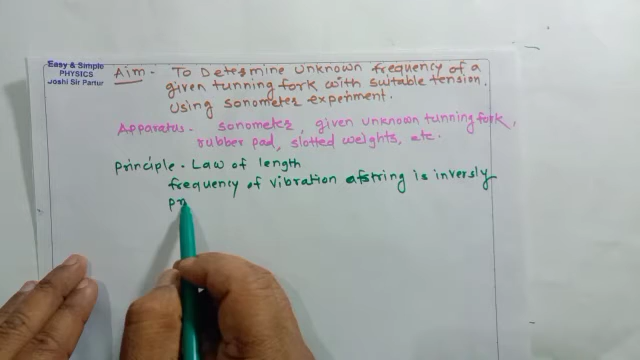 Easy & Simple
PHYSICS
Joshi Sir Partur
Aim - To Determine unknown frequency of a
given tunning fork with suitable tension.
Using sonometer experiment.
Apparatus - sonometer, given unknown tunning fork,
rubber pad, slotted weights, etc.
Principle - Law of length
frequency of vibration of string is inversly
pr